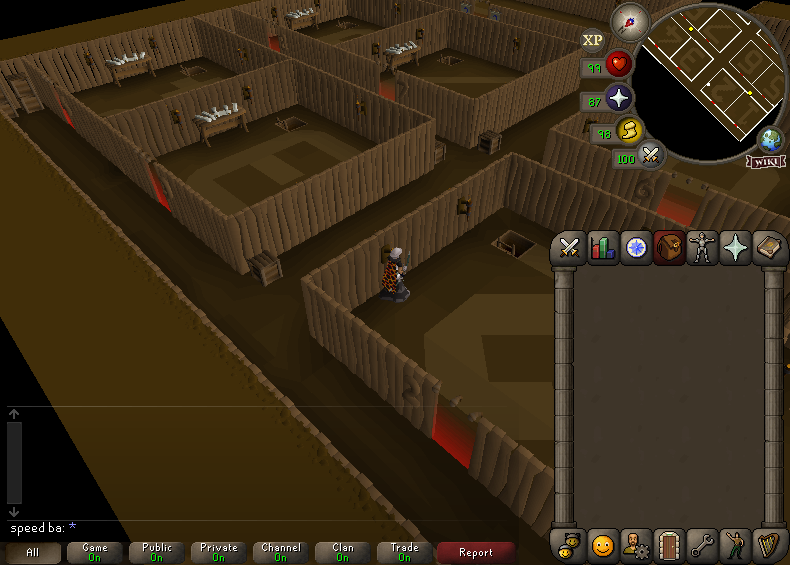 XP
99
67
98
100
WIKI
speed ba: *
All
Game
On
Public
On
Private
On
Channel
On
Clan
On
Trade
On
Report